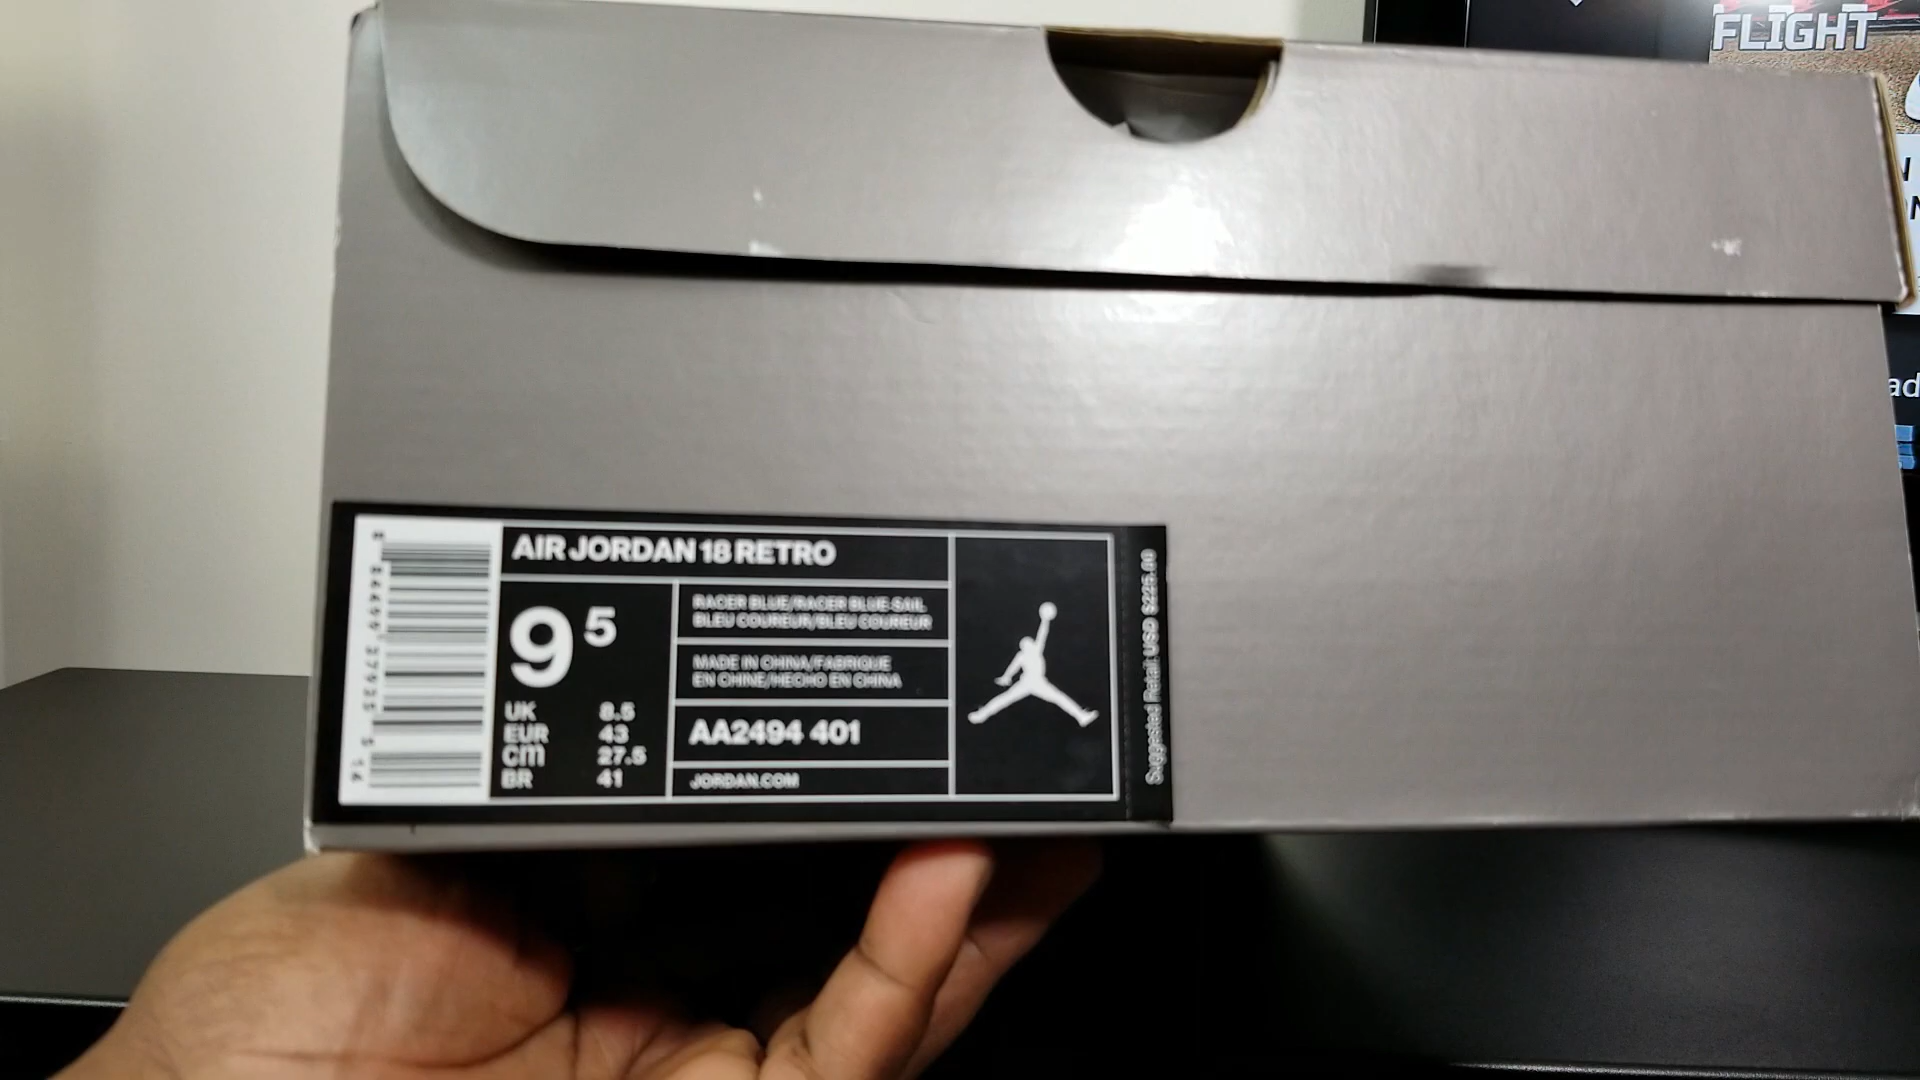 FLIGHT
AIR JORDAN 18 RETRO
9 5
RACER BLUE/RACER BLUE-SAIL
BLEU COUREUR/BLEU COUREUR
MADE IN CHINA/FABRIQUE
EN CHINE/HECHO EN CHINA
UK 8.5
EUR 43
cm 27.5
BR 41
AA2494 401
JORDAN.COM
Suggested Retail: USD $225.00